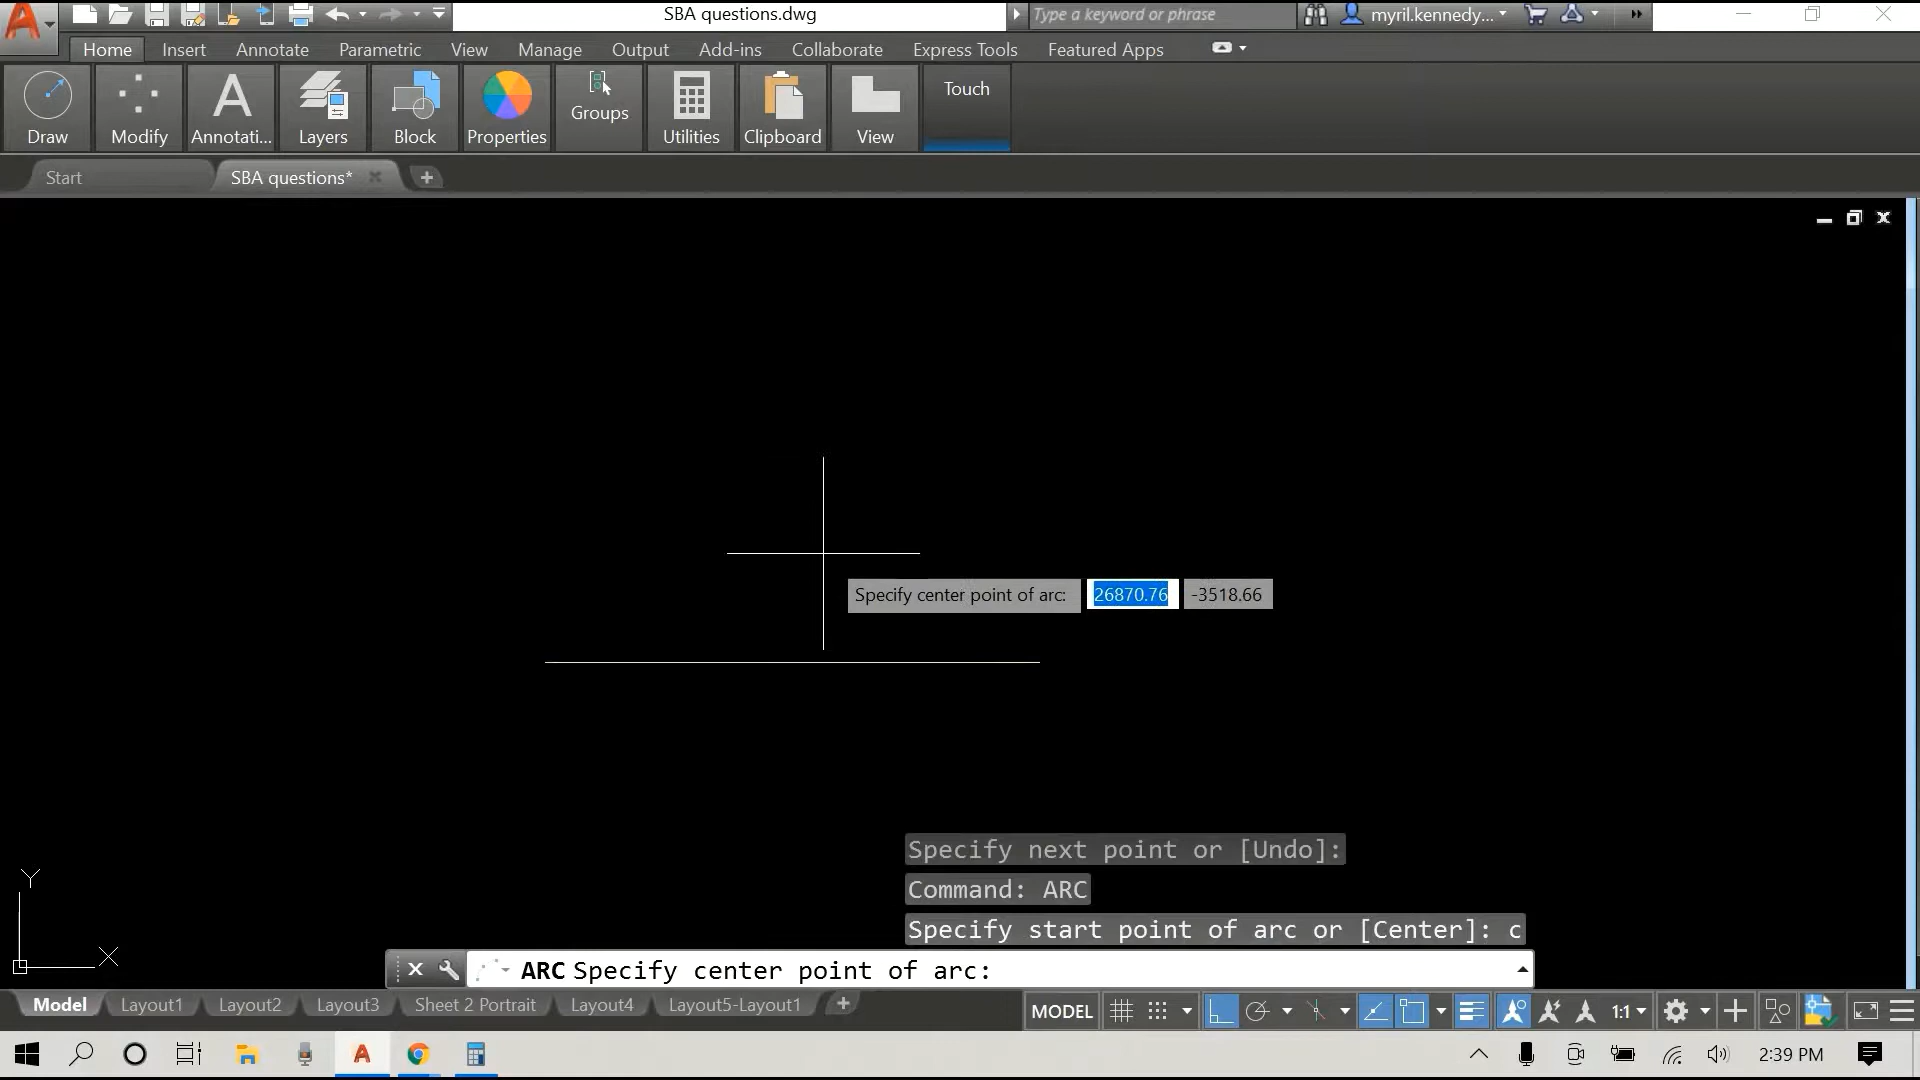 SBA questions.dwg
Type a keyword or phrase
myril.kennedy...
Home Insert Annotate Parametric View Manage Output Add-ins Collaborate Express Tools Featured Apps
Draw Modify Annotati... Layers Block Properties Groups Utilities Clipboard View Touch
Start SBA questions*
Specify center point of arc: 26870.76 -3518.66
Specify next point or [Undo]:
Command: ARC
Specify start point of arc or [Center]: c
Y
X
ARC Specify center point of arc:
Model Layout1 Layout2 Layout3 Sheet 2 Portrait Layout4 Layout5-Layout1 MODEL 1:1
2:39 PM